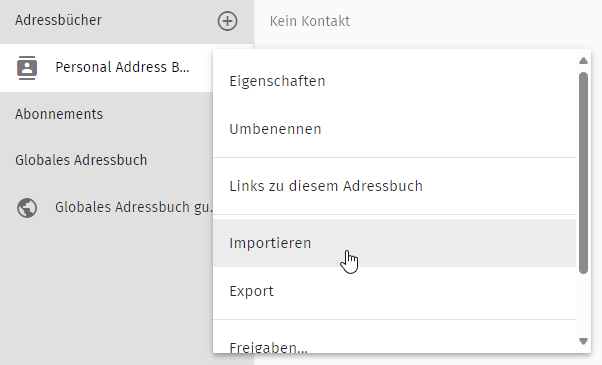 Adressbücher
Kein Kontakt
Personal Address B...
Eigenschaften
Umbenennen
Abonnements
Globales Adressbuch
Links zu diesem Adressbuch
Globales Adressbuch gu...
Importieren
Export
Freigaben...